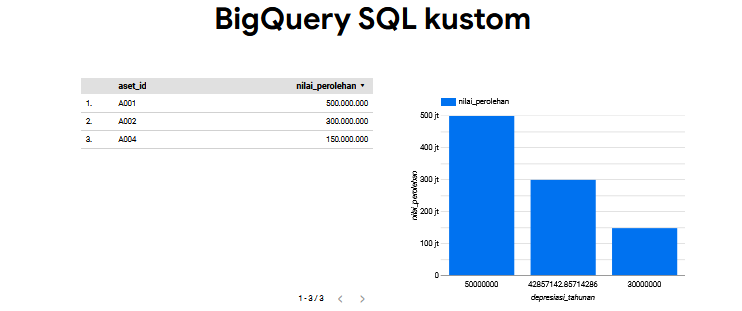 BigQuery SQL kustom
aset_id nilai_perolehan
1. A001 500.000.000
2. A002 300.000.000
3. A004 150.000.000
1 - 3 / 3
nilai_perolehan
500 jt
400 jt
300 jt
200 jt
100 jt
0
nilai_perolehan
50000000 42857142.85714286 30000000
depresiasi_tahunan